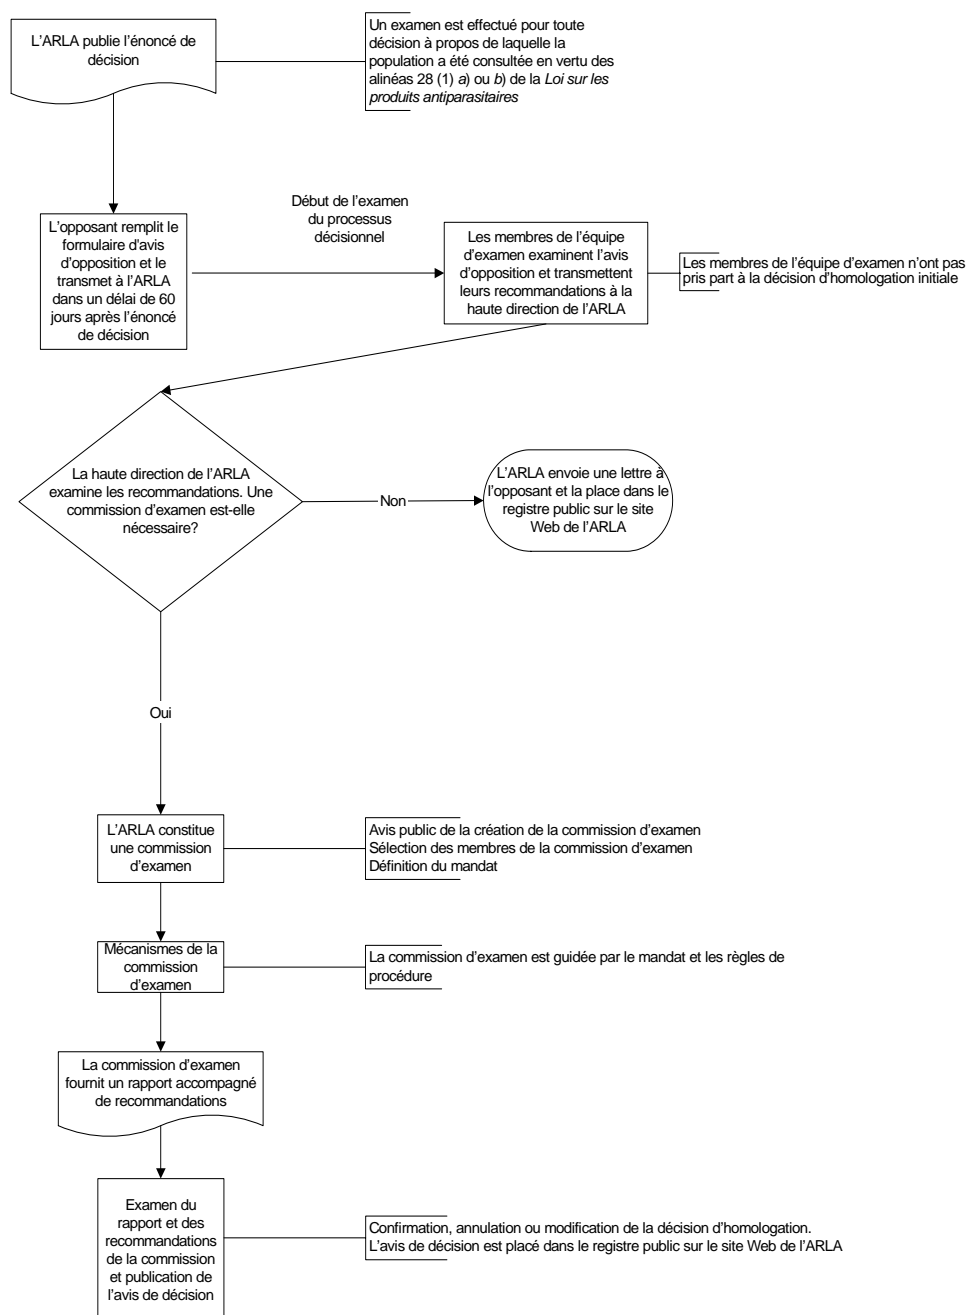 L'ARLA publie l'énoncé de
décision
Un examen est effectué pour toute
décision à propos de laquelle la
population a été consultée en vertu des
alinéas 28 (1) a) ou b) de la Loi sur les
produits antiparasitaires
L'opposant remplit le
formulaire d'avis
d'opposition et le
transmet à l'ARLA
dans un délai de 60
jours après l'énoncé
de décision
Début de l'examen
du processus
décisionnel
Les membres de l'équipe
d'examen examinent l'avis
d'opposition et transmettent
leurs recommandations à la
haute direction de l'ARLA
Les membres de l'équipe d'examen n'ont pas
pris part à la décision d'homologation initiale
La haute direction de l'ARLA
examine les recommandations. Une
commission d'examen est-elle
nécessaire?
Non
L'ARLA envoie une lettre à
l'opposant et la place dans le
registre public sur le site
Web de l'ARLA
Oui
L'ARLA constitue
une commission
d'examen
Avis public de la création de la commission d'examen
Sélection des membres de la commission d'examen
Définition du mandat
Mécanismes de la
commission
d'examen
La commission d'examen est guidée par le mandat et les règles de
procédure
La commission d'examen
fournit un rapport accompagné
de recommandations
Examen du
rapport et des
recommandations
de la commission
et publication de
l'avis de décision
Confirmation, annulation ou modification de la décision d'homologation.
L'avis de décision est placé dans le registre public sur le site Web de l'ARLA